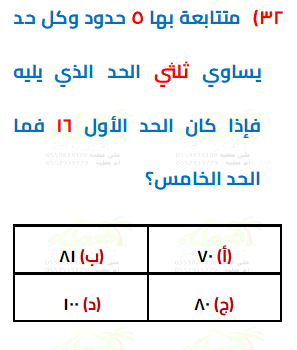 ٣٢) متتابعة بها ٥ حدود وكل حد
يساوي ثلثي الحد الذي يليه
فإذا كان الحد الأول ١٦ فما
الحد الخامس؟
(أ) ٧٠
(ب) ٨١
(ج) ٨٠
(د) ١٠٠